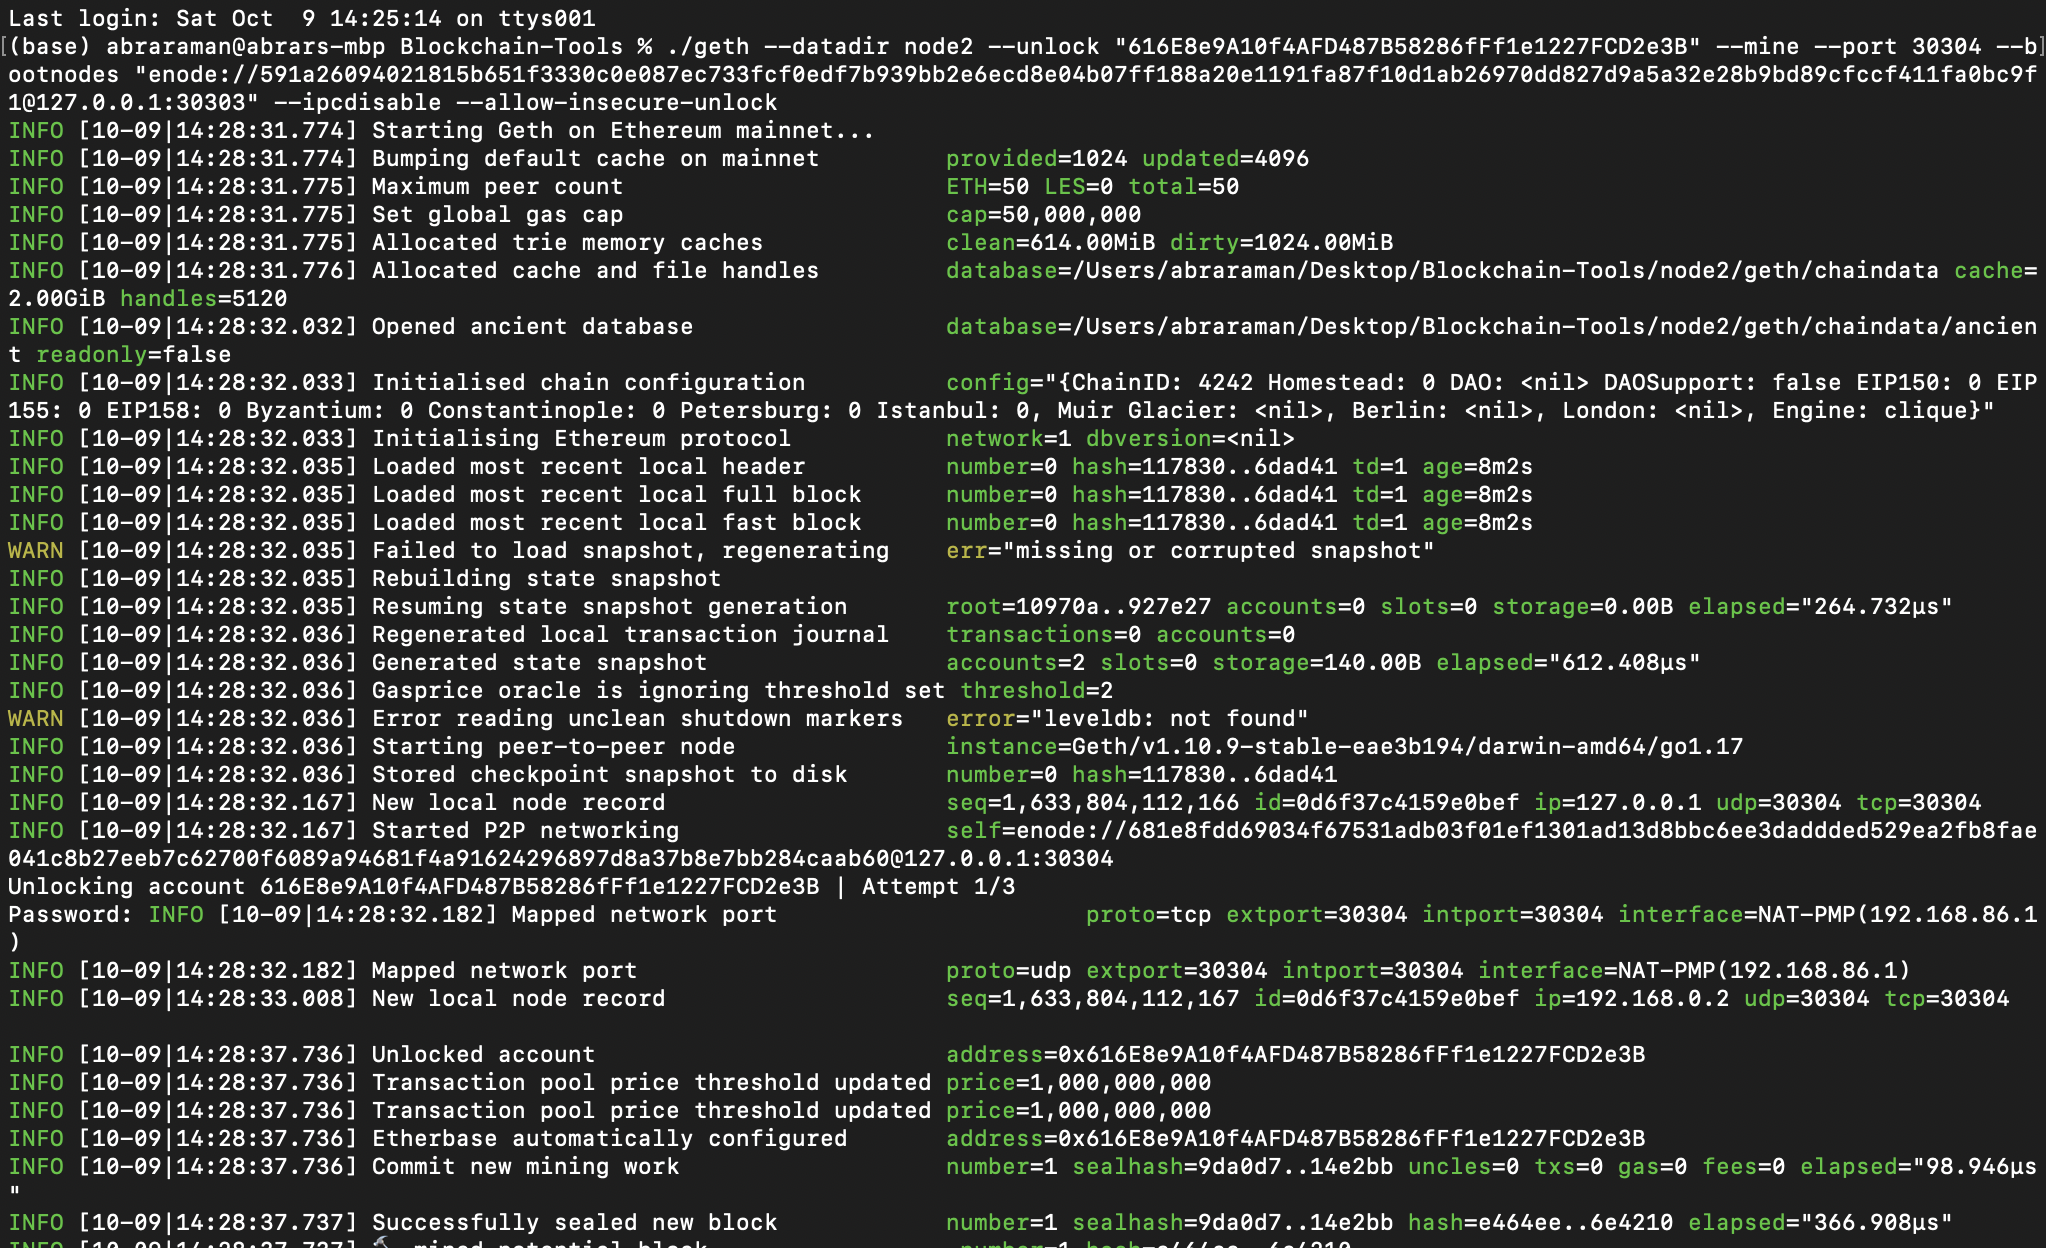 Last login: Sat Oct  9 14:25:14 on ttys001
[(base) abraraman@abrars-mbp Blockchain-Tools % ./geth --datadir node2 --unlock "616E8e9A10f4AFD487B58286fFf1e1227FCD2e3B" --mine --port 30304 --b]
ootnodes "enode://591a26094021815b651f3330c0e087ec733fcf0edf7b939bb2e6ecd8e04b07ff188a20e1191fa87f10d1ab26970dd827d9a5a32e28b9bd89cfccf411fa0bc9f
1@127.0.0.1:30303" --ipcdisable --allow-insecure-unlock
INFO [10-09|14:28:31.774] Starting Geth on Ethereum mainnet...
INFO [10-09|14:28:31.774] Bumping default cache on mainnet         provided=1024 updated=4096
INFO [10-09|14:28:31.775] Maximum peer count                       ETH=50 LES=0 total=50
INFO [10-09|14:28:31.775] Set global gas cap                       cap=50,000,000
INFO [10-09|14:28:31.775] Allocated trie memory caches             clean=614.00MiB dirty=1024.00MiB
INFO [10-09|14:28:31.776] Allocated cache and file handles         database=/Users/abraraman/Desktop/Blockchain-Tools/node2/geth/chaindata cache=
2.00GiB handles=5120
INFO [10-09|14:28:32.032] Opened ancient database                  database=/Users/abraraman/Desktop/Blockchain-Tools/node2/geth/chaindata/ancien
t readonly=false
INFO [10-09|14:28:32.033] Initialised chain configuration          config="{ChainID: 4242 Homestead: 0 DAO: <nil> DAOSupport: false EIP150: 0 EIP
155: 0 EIP158: 0 Byzantium: 0 Constantinople: 0 Petersburg: 0 Istanbul: 0, Muir Glacier: <nil>, Berlin: <nil>, London: <nil>, Engine: clique}"
INFO [10-09|14:28:32.033] Initialising Ethereum protocol           network=1 dbversion=<nil>
INFO [10-09|14:28:32.035] Loaded most recent local header          number=0 hash=117830..6dad41 td=1 age=8m2s
INFO [10-09|14:28:32.035] Loaded most recent local full block      number=0 hash=117830..6dad41 td=1 age=8m2s
INFO [10-09|14:28:32.035] Loaded most recent local fast block      number=0 hash=117830..6dad41 td=1 age=8m2s
WARN [10-09|14:28:32.035] Failed to load snapshot, regenerating    err="missing or corrupted snapshot"
INFO [10-09|14:28:32.035] Rebuilding state snapshot
INFO [10-09|14:28:32.035] Resuming state snapshot generation       root=10970a..927e27 accounts=0 slots=0 storage=0.00B elapsed="264.732µs"
INFO [10-09|14:28:32.036] Regenerated local transaction journal    transactions=0 accounts=0
INFO [10-09|14:28:32.036] Generated state snapshot                 accounts=2 slots=0 storage=140.00B elapsed="612.408µs"
INFO [10-09|14:28:32.036] Gasprice oracle is ignoring threshold set threshold=2
WARN [10-09|14:28:32.036] Error reading unclean shutdown markers   error="leveldb: not found"
INFO [10-09|14:28:32.036] Starting peer-to-peer node               instance=Geth/v1.10.9-stable-eae3b194/darwin-amd64/go1.17
INFO [10-09|14:28:32.036] Stored checkpoint snapshot to disk       number=0 hash=117830..6dad41
INFO [10-09|14:28:32.167] New local node record                    seq=1,633,804,112,166 id=0d6f37c4159e0bef ip=127.0.0.1 udp=30304 tcp=30304
INFO [10-09|14:28:32.167] Started P2P networking                   self=enode://681e8fdd69034f67531adb03f01ef1301ad13d8bbc6ee3daddded529ea2fb8fae
041c8b27eeb7c62700f6089a94681f4a91624296897d8a37b8e7bb284caab60@127.0.0.1:30304
Unlocking account 616E8e9A10f4AFD487B58286fFf1e1227FCD2e3B | Attempt 1/3
Password: INFO [10-09|14:28:32.182] Mapped network port                      proto=tcp extport=30304 intport=30304 interface=NAT-PMP(192.168.86.1
)
INFO [10-09|14:28:32.182] Mapped network port                      proto=udp extport=30304 intport=30304 interface=NAT-PMP(192.168.86.1)
INFO [10-09|14:28:33.008] New local node record                    seq=1,633,804,112,167 id=0d6f37c4159e0bef ip=192.168.0.2 udp=30304 tcp=30304
INFO [10-09|14:28:37.736] Unlocked account                         address=0x616E8e9A10f4AFD487B58286fFf1e1227FCD2e3B
INFO [10-09|14:28:37.736] Transaction pool price threshold updated price=1,000,000,000
INFO [10-09|14:28:37.736] Transaction pool price threshold updated price=1,000,000,000
INFO [10-09|14:28:37.736] Etherbase automatically configured       address=0x616E8e9A10f4AFD487B58286fFf1e1227FCD2e3B
INFO [10-09|14:28:37.736] Commit new mining work                   number=1 sealhash=9da0d7..14e2bb uncles=0 txs=0 gas=0 fees=0 elapsed="98.946µs
"
INFO [10-09|14:28:37.737] Successfully sealed new block            number=1 sealhash=9da0d7..14e2bb hash=e464ee..6e4210 elapsed="366.908µs"
INFO [10-09|14:28:37.737] 🔨 mined potential block                  number=1 hash=e464ee..6e4210